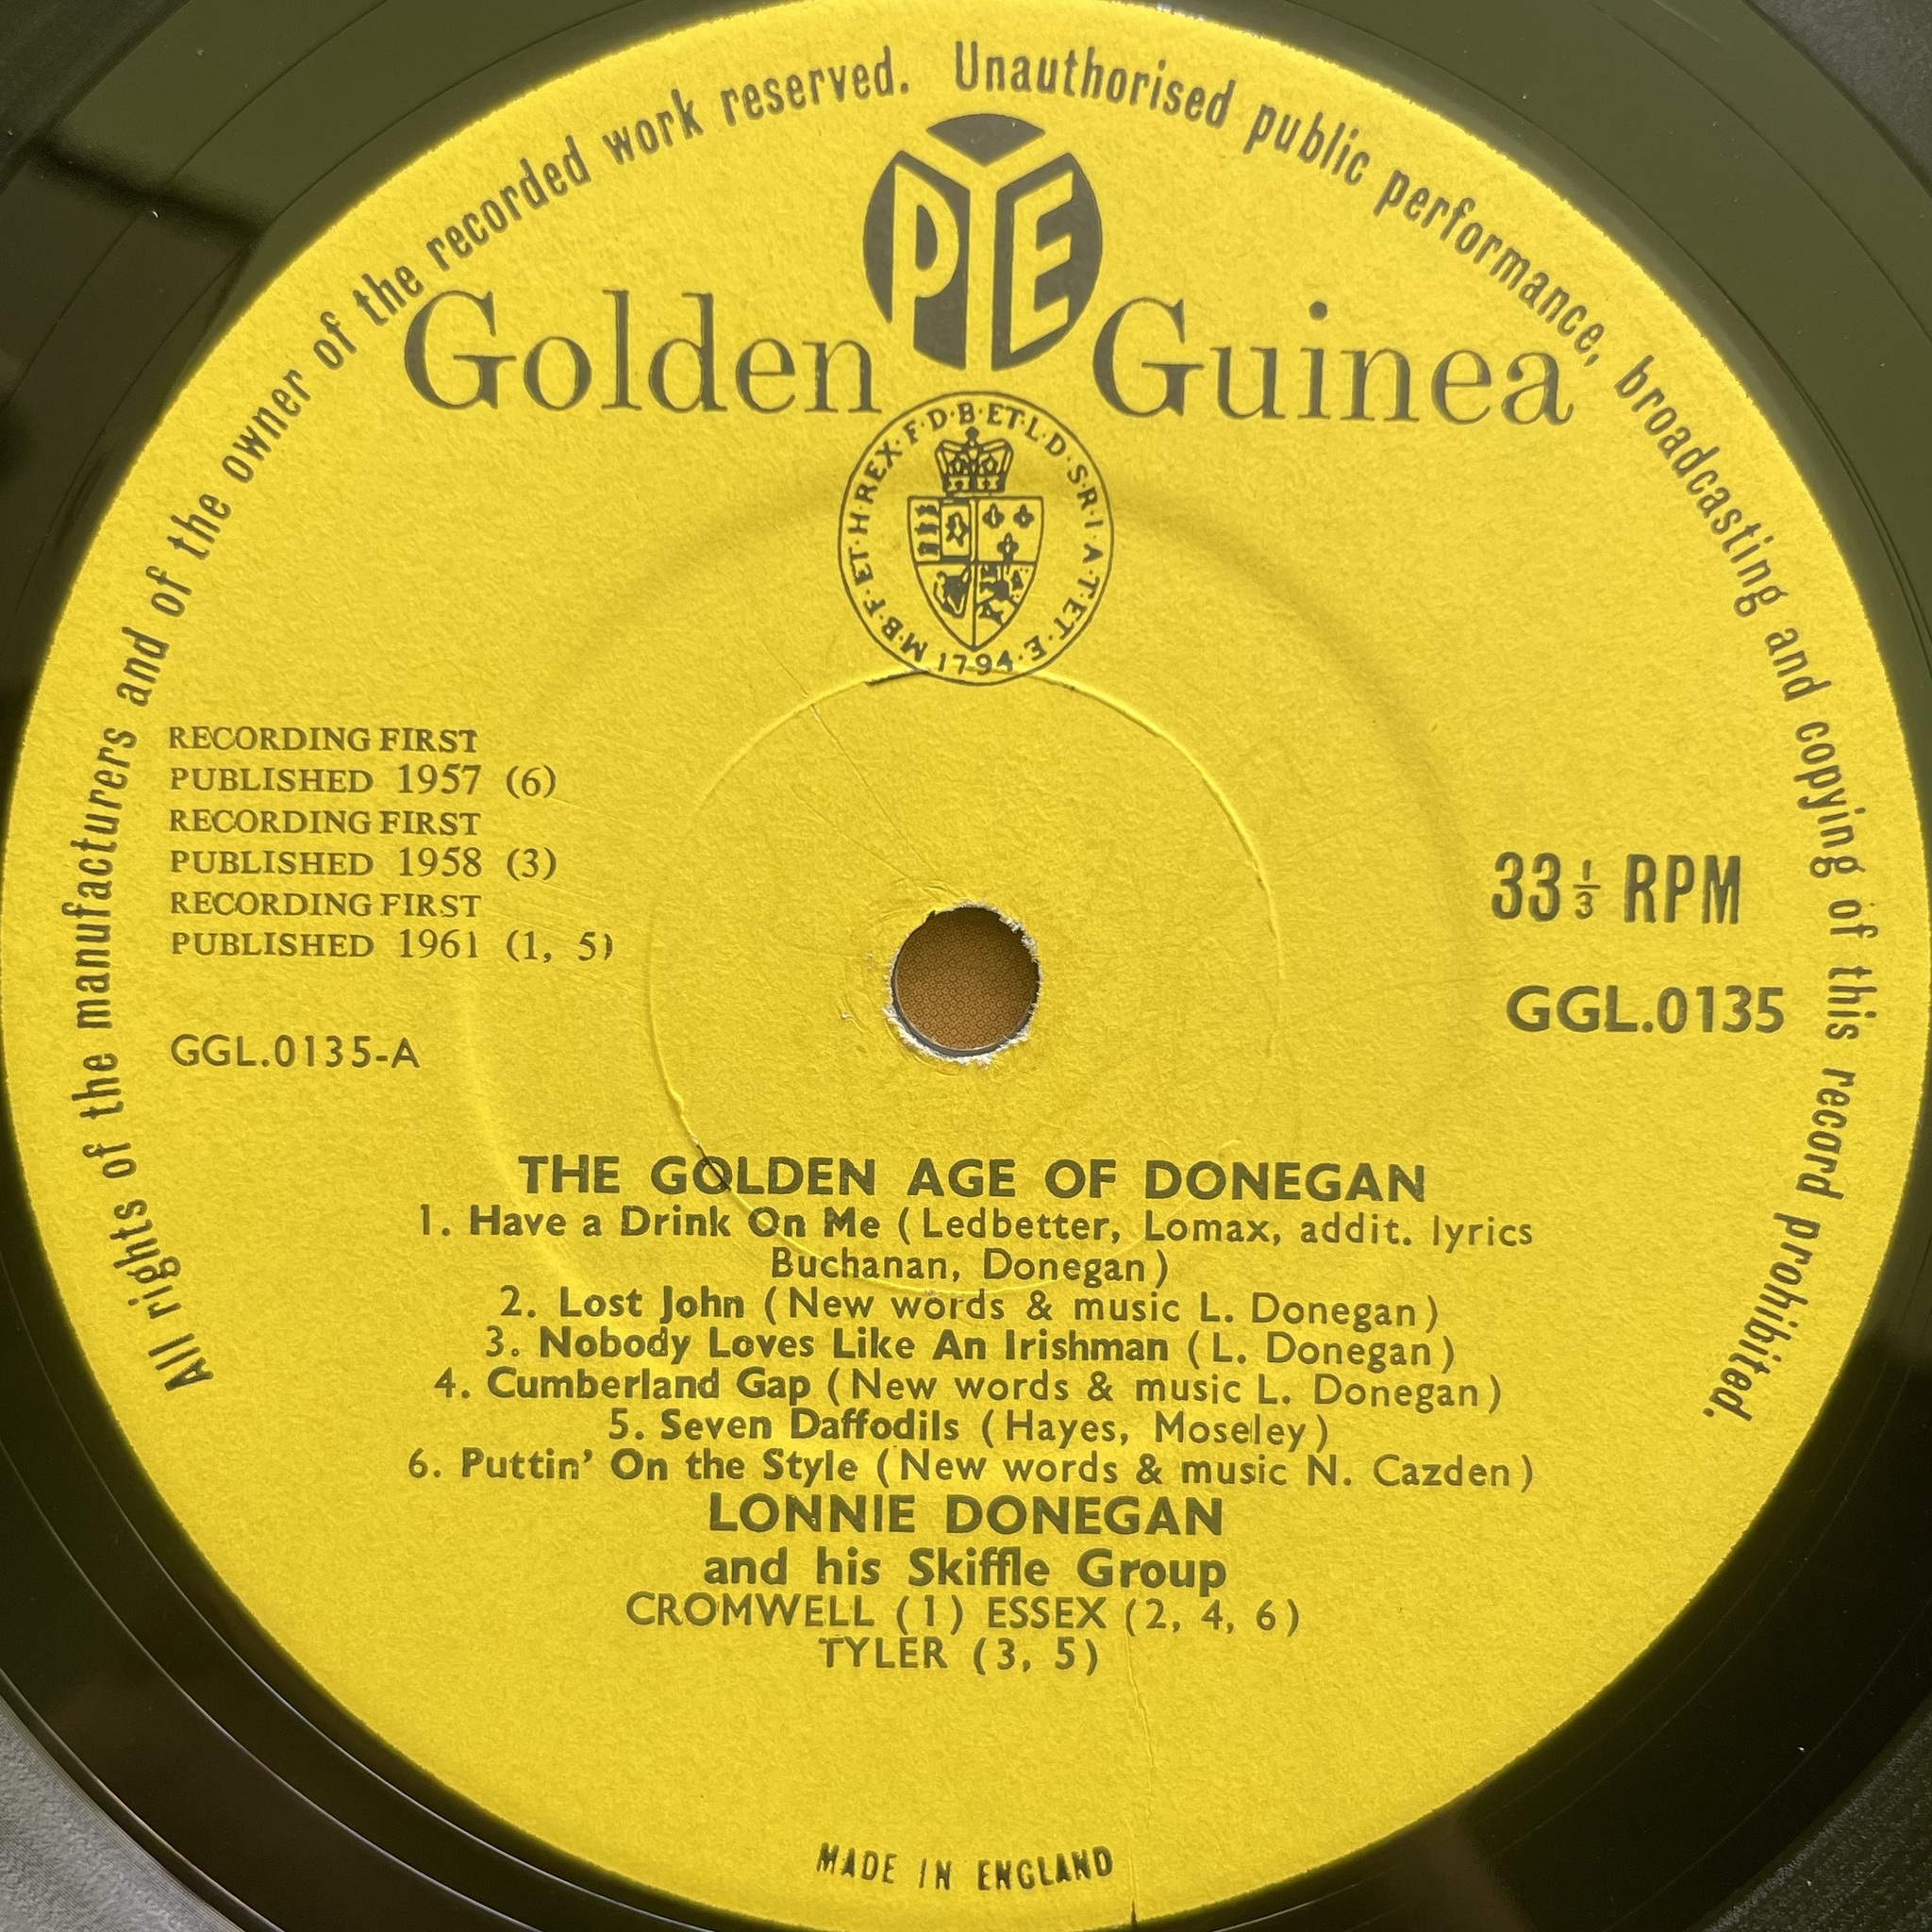 All rights of the manufacturers and of the owner of the recorded work reserved. Unauthorised public performance, broadcasting and copying of this record prohibited.
PYE
Golden Guinea
M·B·F·ET·H·REX·F·D·B·ET·L·D·S·R·I·A·T·ET·E
1794
RECORDING FIRST
PUBLISHED 1957 (6)
RECORDING FIRST
PUBLISHED 1958 (3)
RECORDING FIRST
PUBLISHED 1961 (1, 5)
33⅓ RPM
GGL.0135
GGL.0135-A
THE GOLDEN AGE OF DONEGAN
1. Have a Drink On Me (Ledbetter, Lomax, addit. lyrics
Buchanan, Donegan)
2. Lost John (New words & music L. Donegan)
3. Nobody Loves Like An Irishman (L. Donegan)
4. Cumberland Gap (New words & music L. Donegan)
5. Seven Daffodils (Hayes, Moseley)
6. Puttin' On the Style (New words & music N. Cazden)
LONNIE DONEGAN
and his Skiffle Group
CROMWELL (1) ESSEX (2, 4, 6)
TYLER (3, 5)
MADE IN ENGLAND